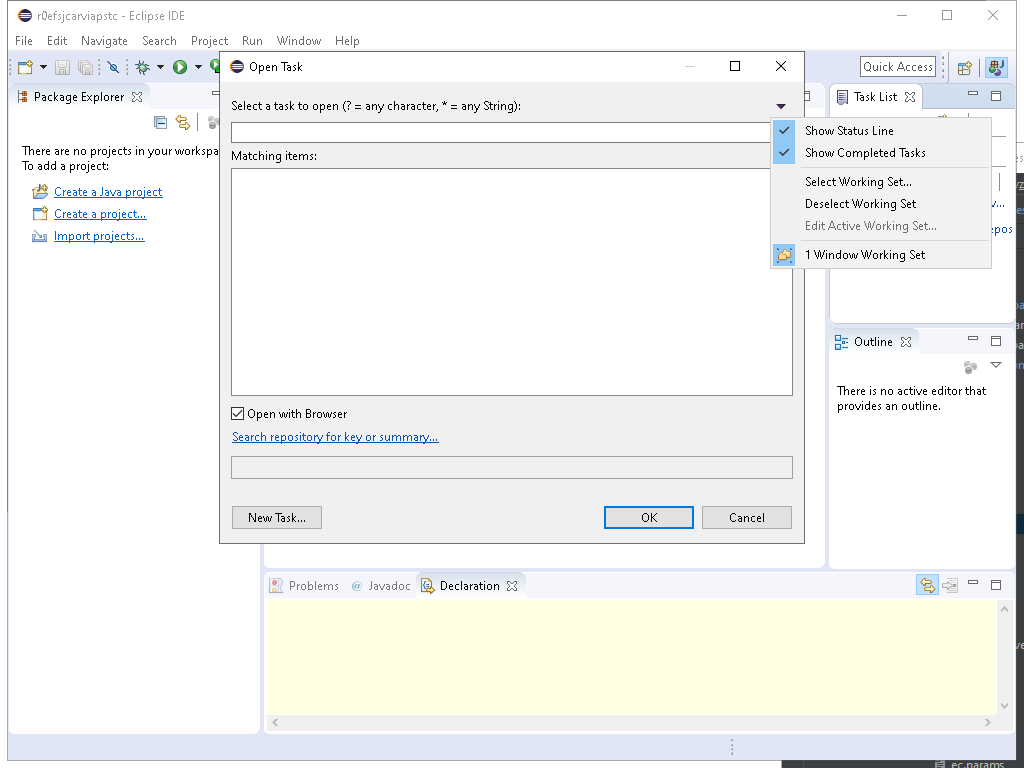 r0efsjcarviapstc - Eclipse IDE
File Edit Navigate Search Project Run Window Help
Quick Access
Package Explorer
There are no projects in your workspa
To add a project:
Create a Java project
Create a project...
Import projects...
Open Task
Select a task to open (? = any character, * = any String):
Matching items:
Open with Browser
Search repository for key or summary...
New Task...
OK
Cancel
Task List
Show Status Line
Show Completed Tasks
Select Working Set...
Deselect Working Set
Edit Active Working Set...
1 Window Working Set
Outline
There is no active editor that
provides an outline.
Problems
@ Javadoc
Declaration
ec.params